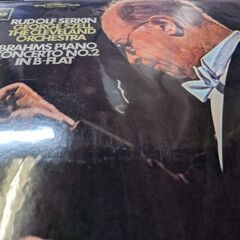 RUDOLF SERKIN
GEORGE SZELL
THE CLEVELAND
ORCHESTRA
BRAHMS PIANO
CONCERTO NO.2
IN B-FLAT